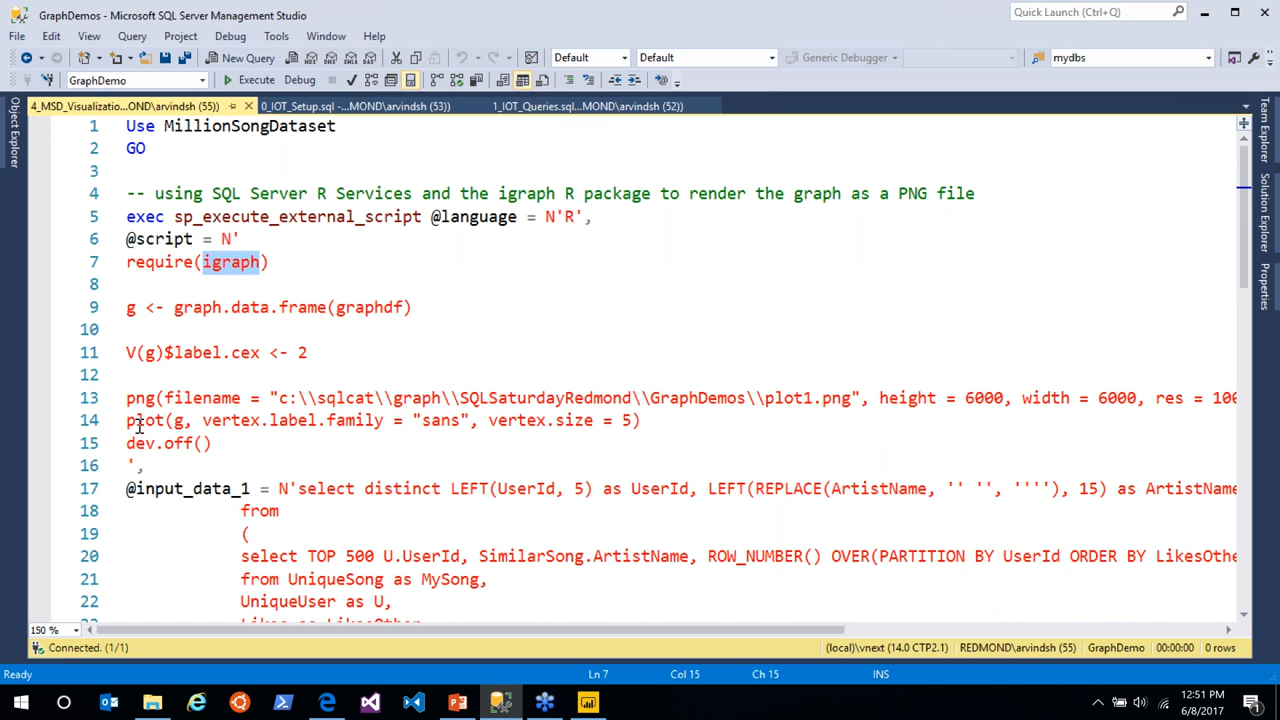 GraphDemos - Microsoft SQL Server Management Studio
Quick Launch (Ctrl+Q)
File Edit View Query Project Debug Tools Window Help
New Query Default Default Generic Debugger mydbs
GraphDemo Execute Debug
4_MSD_Visualizatio...OND\arvindsh (55)) 0_IOT_Setup.sql -...MOND\arvindsh (53)) 1_IOT_Queries.sql...MOND\arvindsh (52))
Object Explorer
Team Explorer
Solution Explorer
Properties
1 Use MillionSongDataset
2 GO
3
4 -- using SQL Server R Services and the igraph R package to render the graph as a PNG file
5 exec sp_execute_external_script @language = N'R',
6 @script = N'
7 require(igraph)
8
9 g <- graph.data.frame(graphdf)
10
11 V(g)$label.cex <- 2
12
13 png(filename = "c:\\sqlcat\\graph\\SQLSaturdayRedmond\\GraphDemos\\plot1.png", height = 6000, width = 6000, res = 100
14 plot(g, vertex.label.family = "sans", vertex.size = 5)
15 dev.off()
16 ',
17 @input_data_1 = N'select distinct LEFT(UserId, 5) as UserId, LEFT(REPLACE(ArtistName, '' '', ''''), 15) as ArtistName
18 from
19 (
20 select TOP 500 U.UserId, SimilarSong.ArtistName, ROW_NUMBER() OVER(PARTITION BY UserId ORDER BY LikesOthe
21 from UniqueSong as MySong,
22 UniqueUser as U,
150 %
Connected. (1/1) (local)\vnext (14.0 CTP2.1) REDMOND\arvindsh (55) GraphDemo 00:00:00 0 rows
Ready Ln 7 Col 15 Ch 15 INS
12:51 PM
6/8/2017